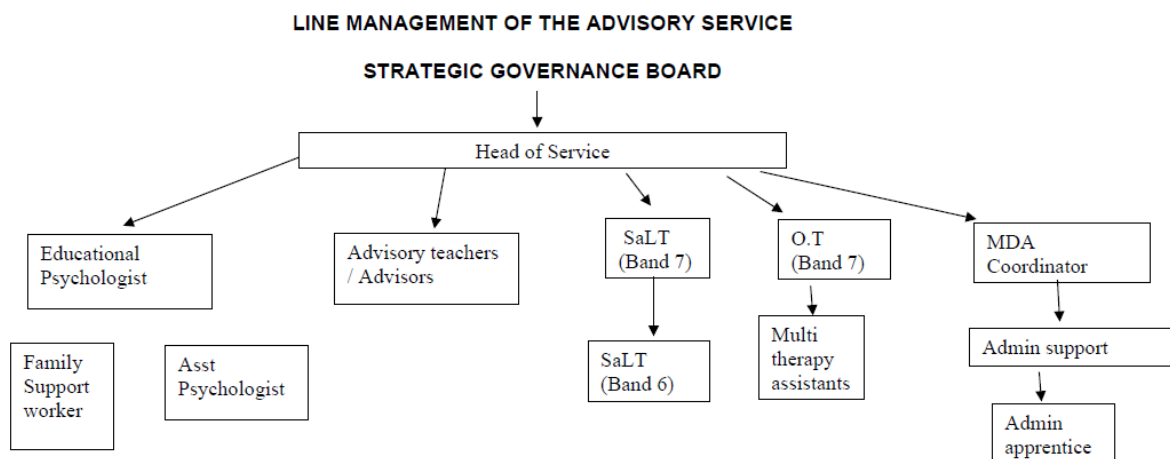 LINE MANAGEMENT OF THE ADVISORY SERVICE
STRATEGIC GOVERNANCE BOARD
Head of Service
Educational
Psychologist
Advisory teachers
/ Advisors
SaLT
(Band 7)
O.T
(Band 7)
MDA
Coordinator
Family
Support
worker
Asst
Psychologist
SaLT
(Band 6)
Multi
therapy
assistants
Admin support
Admin
apprentice